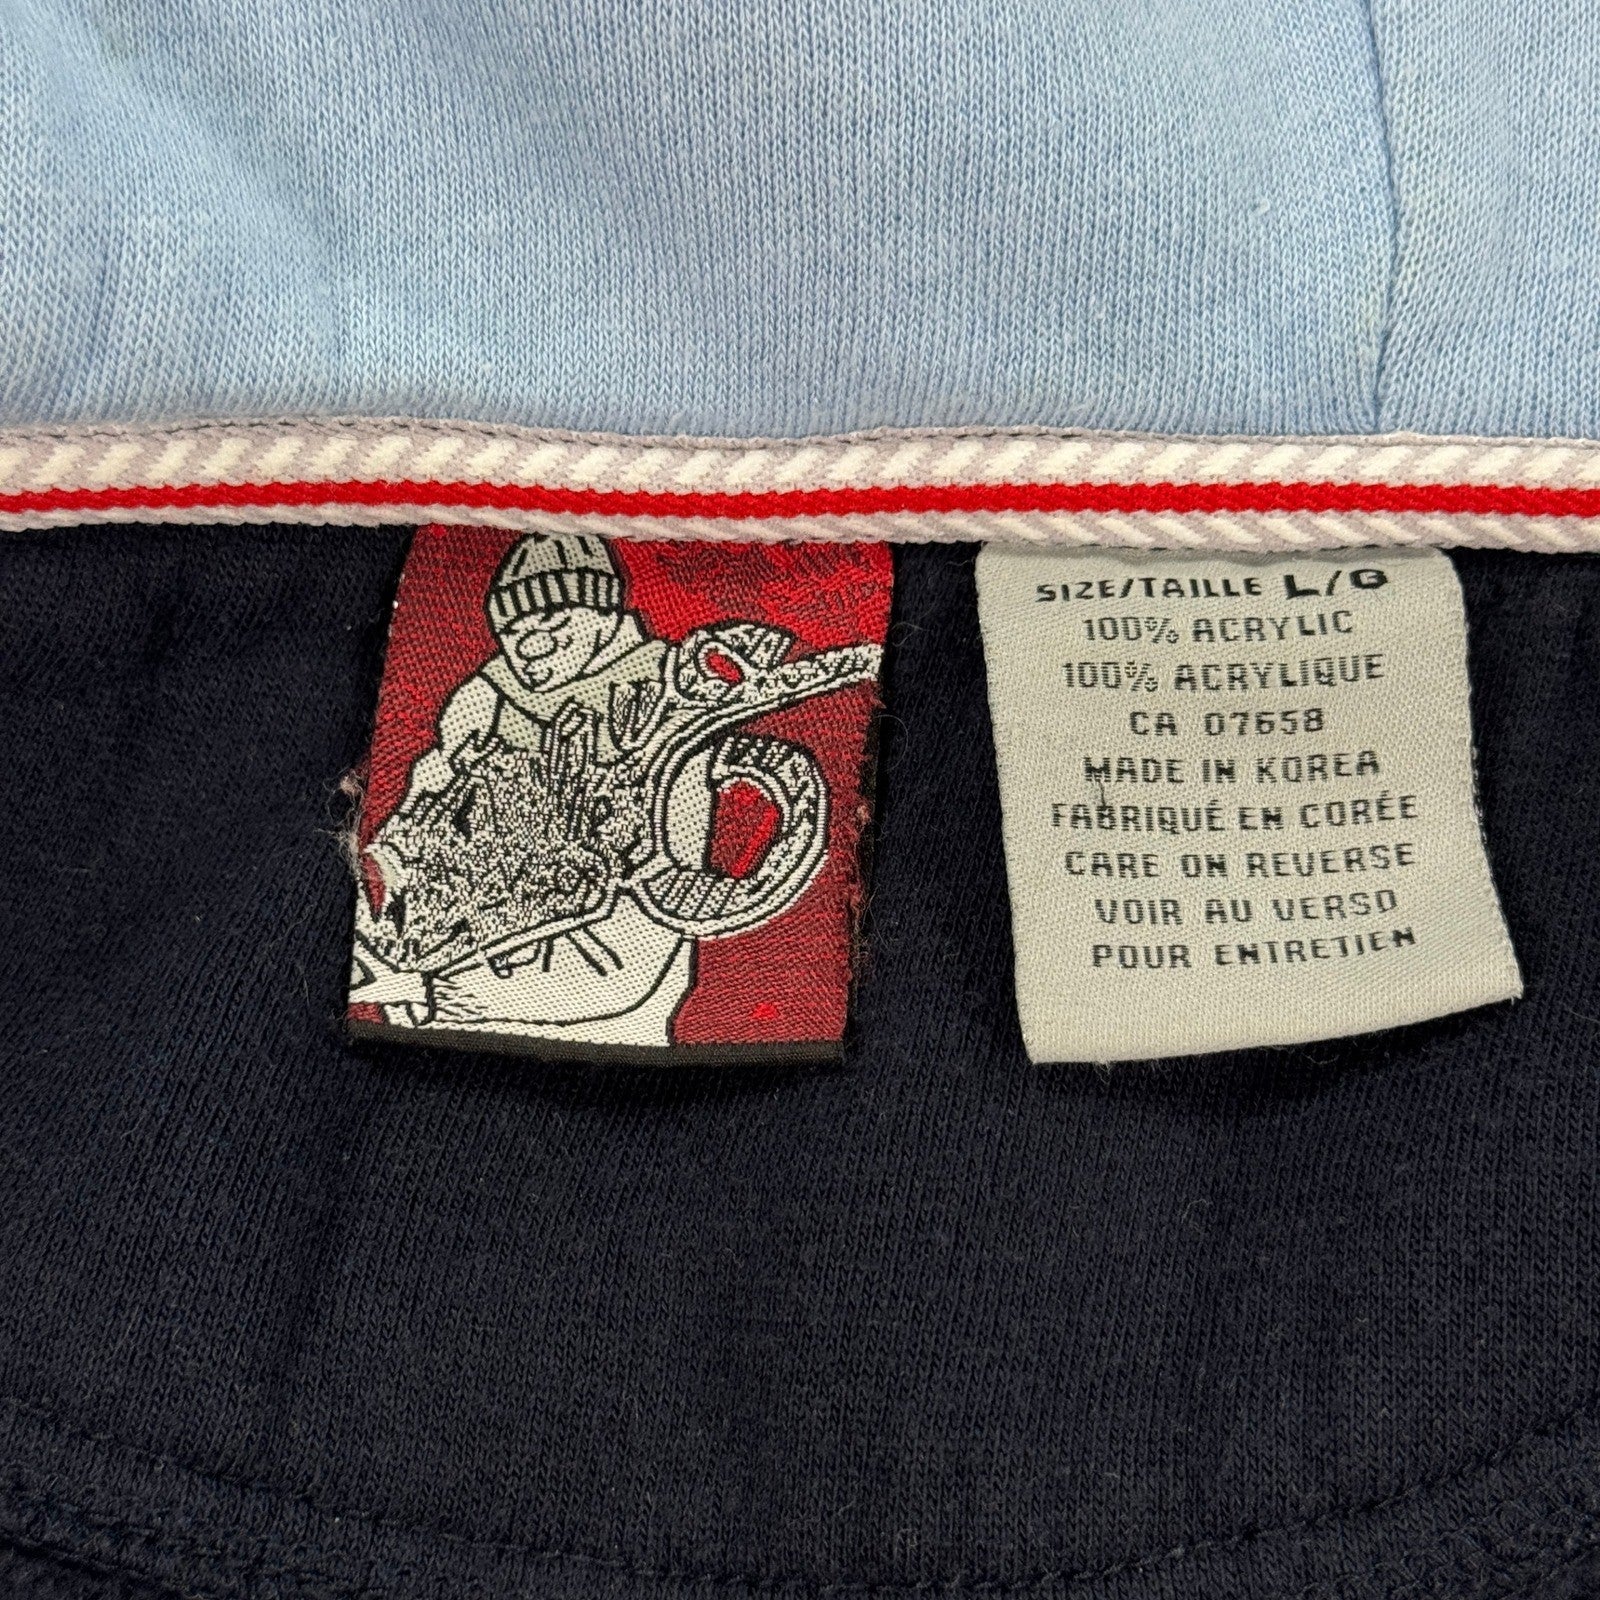 SIZE/TAILLE L/G
100% ACRYLIC
100% ACRYLIQUE
CA 07658
MADE IN KOREA
FABRIQUÉ EN CORÉE
CARE ON REVERSE
VOIR AU VERSO
POUR ENTRETIEN